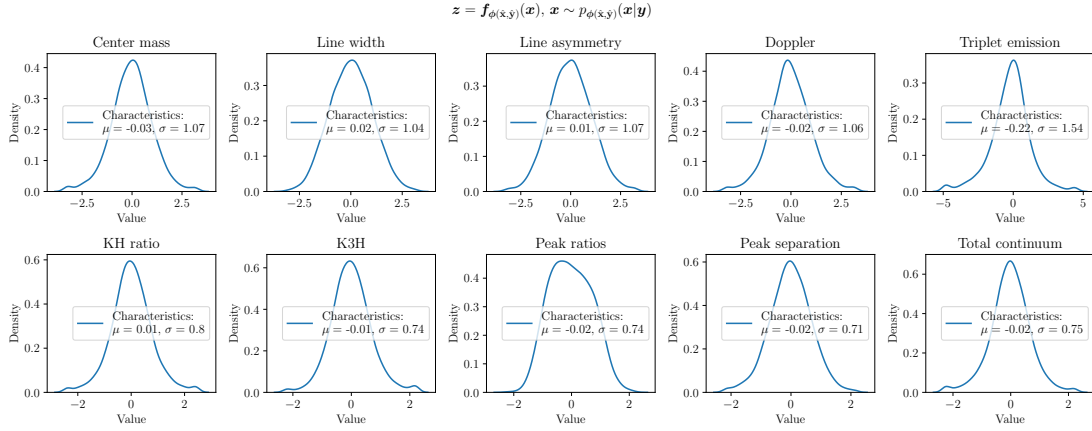 z = f_ϕ(x̂,ŷ)(x), x ∼ p_ϕ(x̂,ŷ)(x|y)
Center mass
Density
0.4
0.3
0.2
0.1
0.0
Characteristics:
μ = -0.03, σ = 1.07
−2.5 0.0 2.5
Value
Line width
Density
0.3
0.2
0.1
0.0
Characteristics:
μ = 0.02, σ = 1.04
−2.5 0.0 2.5
Value
Line asymmetry
Density
0.3
0.2
0.1
0.0
Characteristics:
μ = 0.01, σ = 1.07
−2.5 0.0 2.5
Value
Doppler
Density
0.4
0.3
0.2
0.1
0.0
Characteristics:
μ = -0.02, σ = 1.06
−2.5 0.0 2.5
Value
Triplet emission
Density
0.3
0.2
0.1
0.0
Characteristics:
μ = -0.22, σ = 1.54
−5 0 5
Value
KH ratio
Density
0.6
0.4
0.2
0.0
Characteristics:
μ = 0.01, σ = 0.8
−2 0 2
Value
K3H
Density
0.6
0.4
0.2
0.0
Characteristics:
μ = -0.01, σ = 0.74
−2 0 2
Value
Peak ratios
Density
0.4
0.3
0.2
0.1
0.0
Characteristics:
μ = -0.02, σ = 0.74
−2 0 2
Value
Peak separation
Density
0.6
0.4
0.2
0.0
Characteristics:
μ = -0.02, σ = 0.71
−2 0 2
Value
Total continuum
Density
0.6
0.4
0.2
0.0
Characteristics:
μ = -0.02, σ = 0.75
−2 0 2
Value